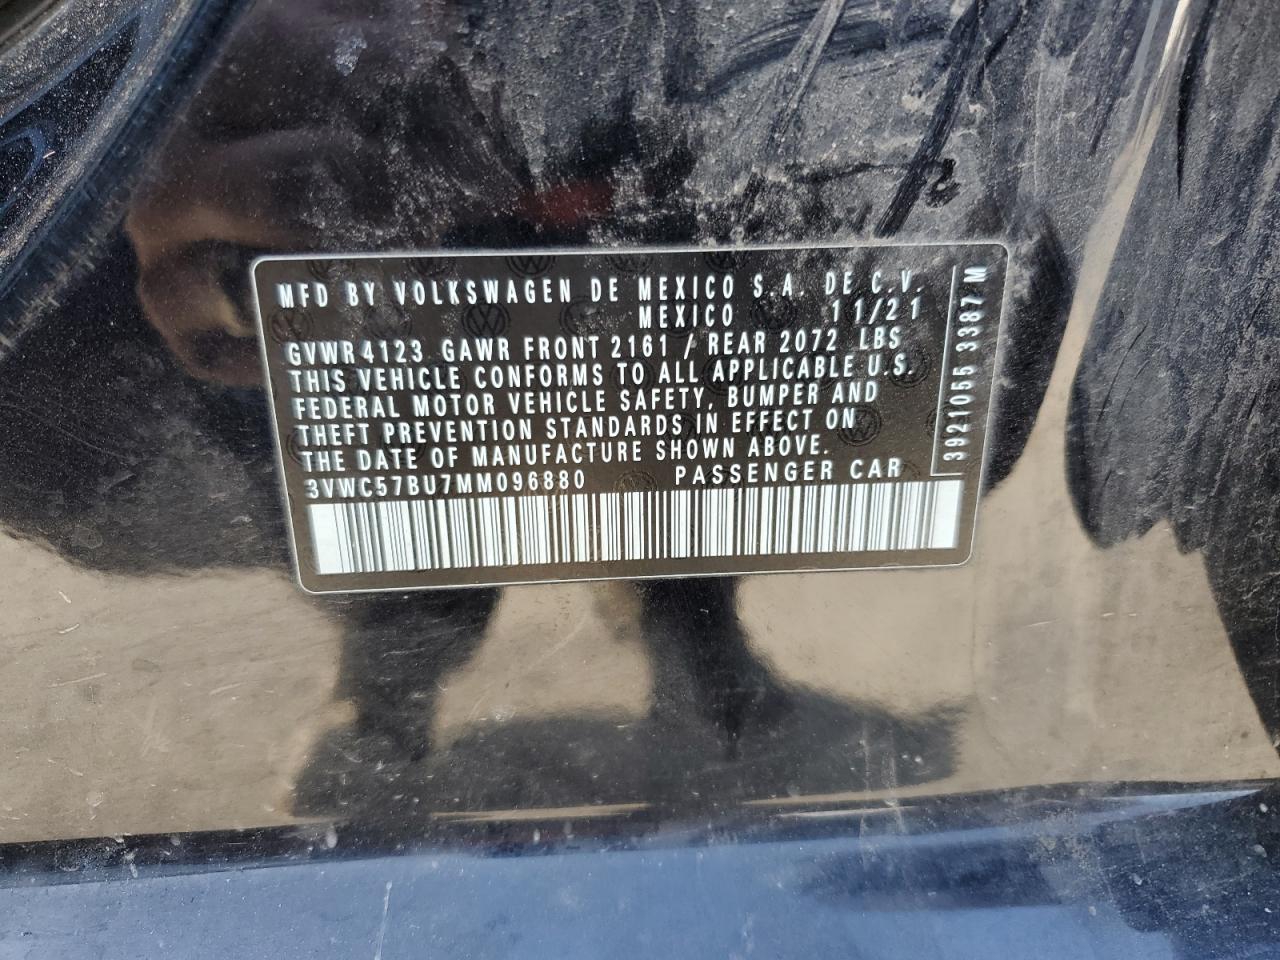 MFD BY VOLKSWAGEN DE MEXICO S.A. DE C.V.
MEXICO 11/21
GVWR 4123 GAWR FRONT 2161 / REAR 2072 LBS
THIS VEHICLE CONFORMS TO ALL APPLICABLE U.S.
FEDERAL MOTOR VEHICLE SAFETY, BUMPER AND
THEFT PREVENTION STANDARDS IN EFFECT ON
THE DATE OF MANUFACTURE SHOWN ABOVE.
3VWC57BU7MM096880 PASSENGER CAR
3921055 3387 M